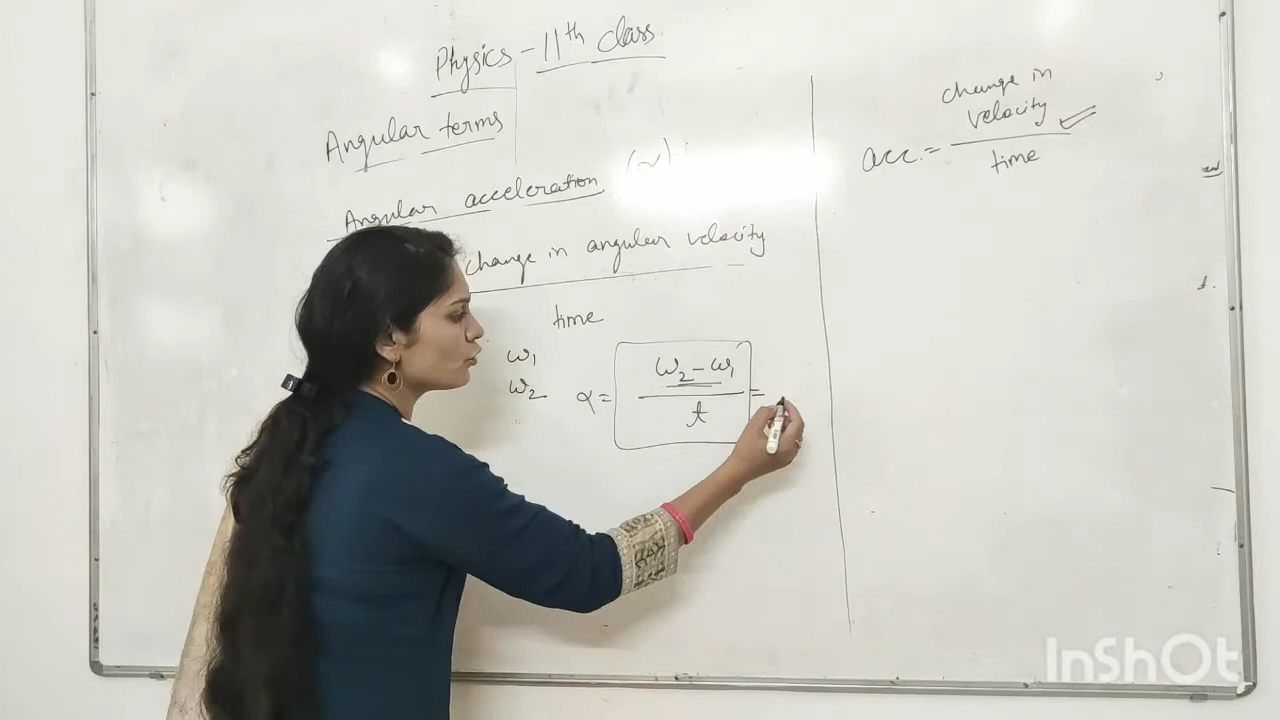 Physics - 11th class
Angular terms
Angular acceleration (~)
change in angular velocity
time
ω1
ω2
α = ω2 - ω1 / t =
acc. = change in velocity / time
InShOt